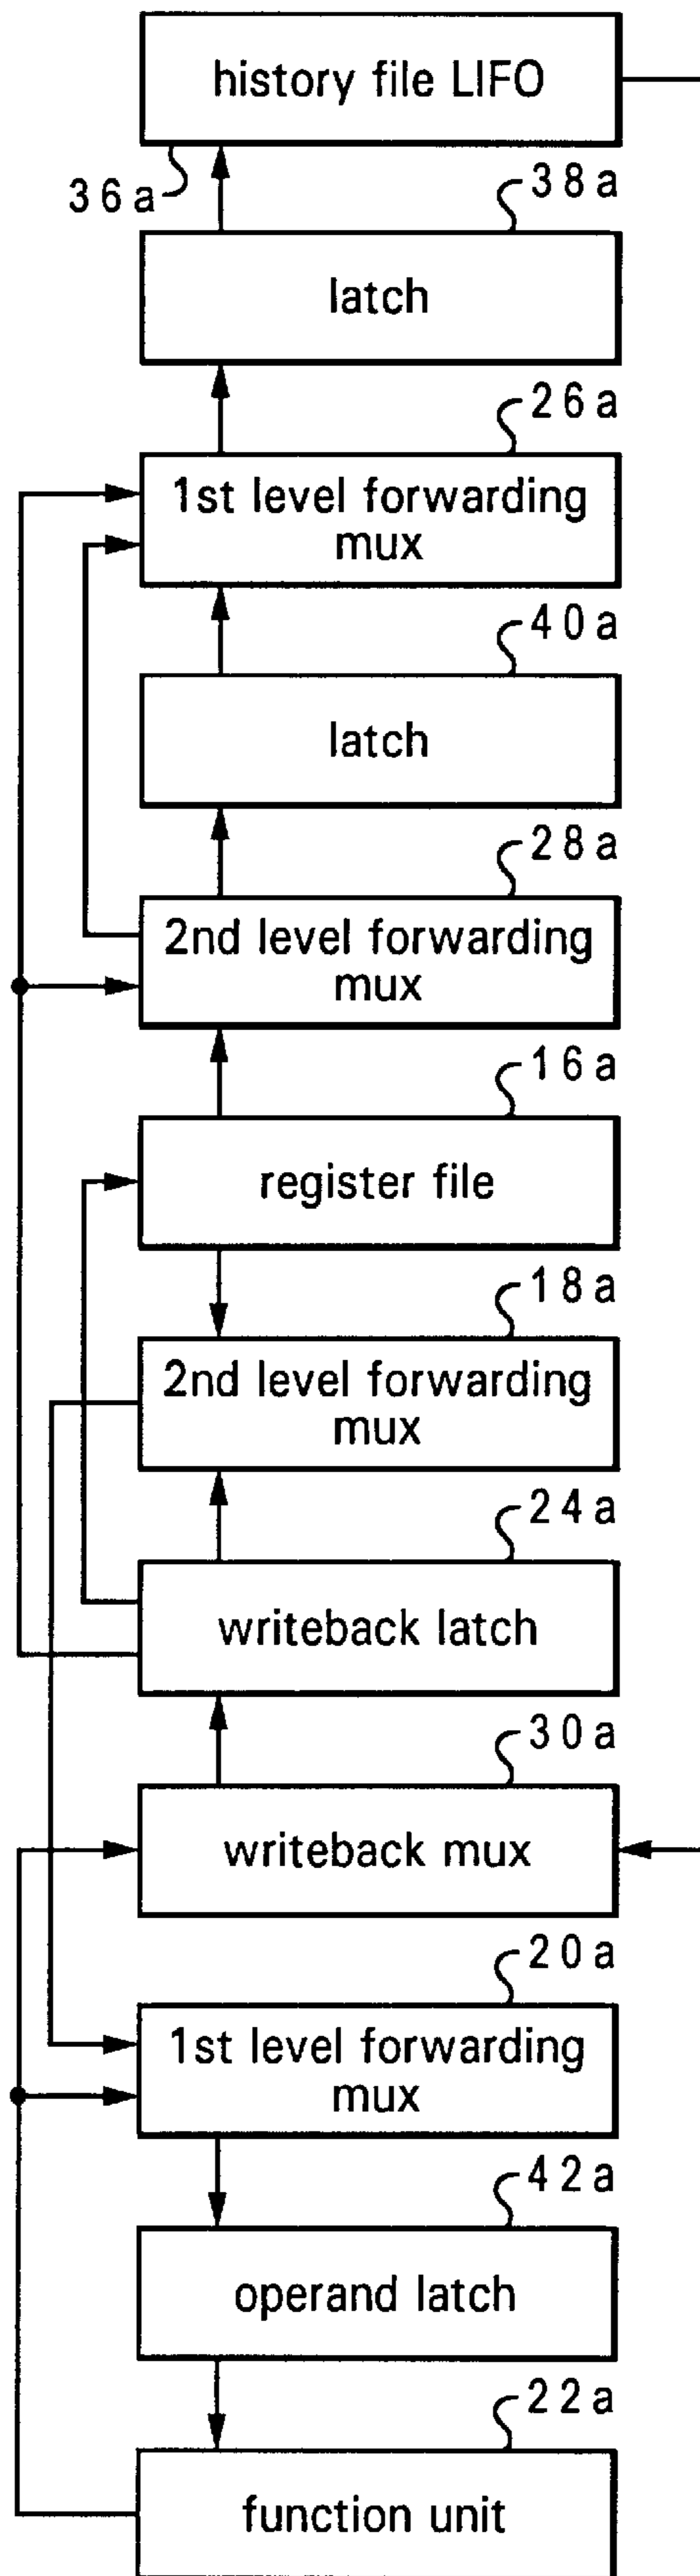 history file LIFO
36a
38a
latch
26a
1st level forwarding
mux
40a
latch
28a
2nd level forwarding
mux
16a
register file
18a
2nd level forwarding
mux
24a
writeback latch
30a
writeback mux
20a
1st level forwarding
mux
42a
operand latch
22a
function unit